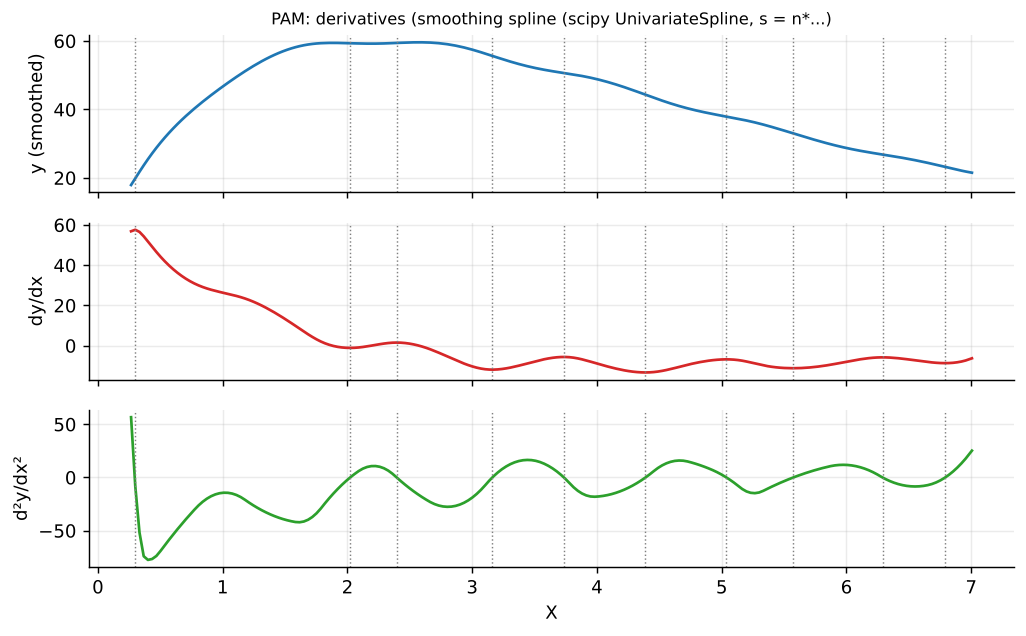 PAM: derivatives (smoothing spline (scipy UnivariateSpline, s = n*...)
60
40
20
y (smoothed)
60
40
20
0
dy/dx
50
0
−50
d²y/dx²
0 1 2 3 4 5 6 7
X